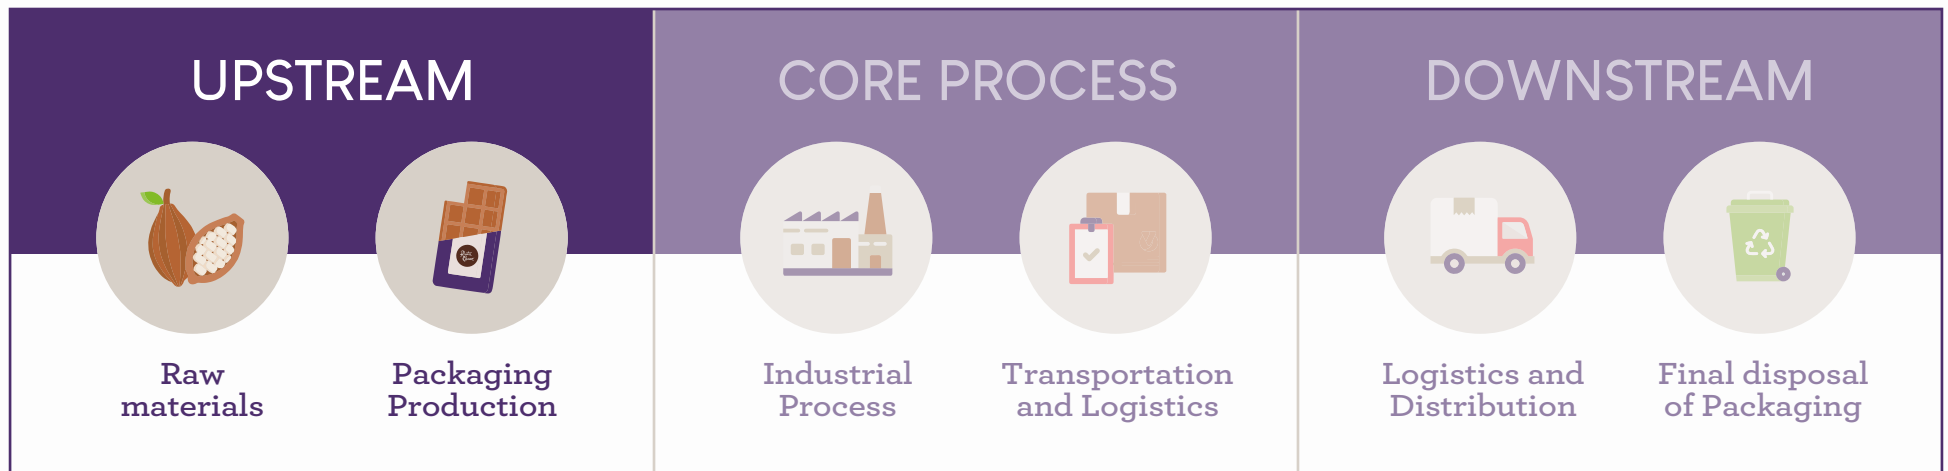 UPSTREAM
CORE PROCESS
DOWNSTREAM
Raw
materials
Packaging
Production
Industrial
Process
Transportation
and Logistics
Logistics and
Distribution
Final disposal
of Packaging